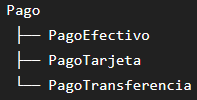 Pago
├── PagoEfectivo
├── PagoTarjeta
└── PagoTransferencia